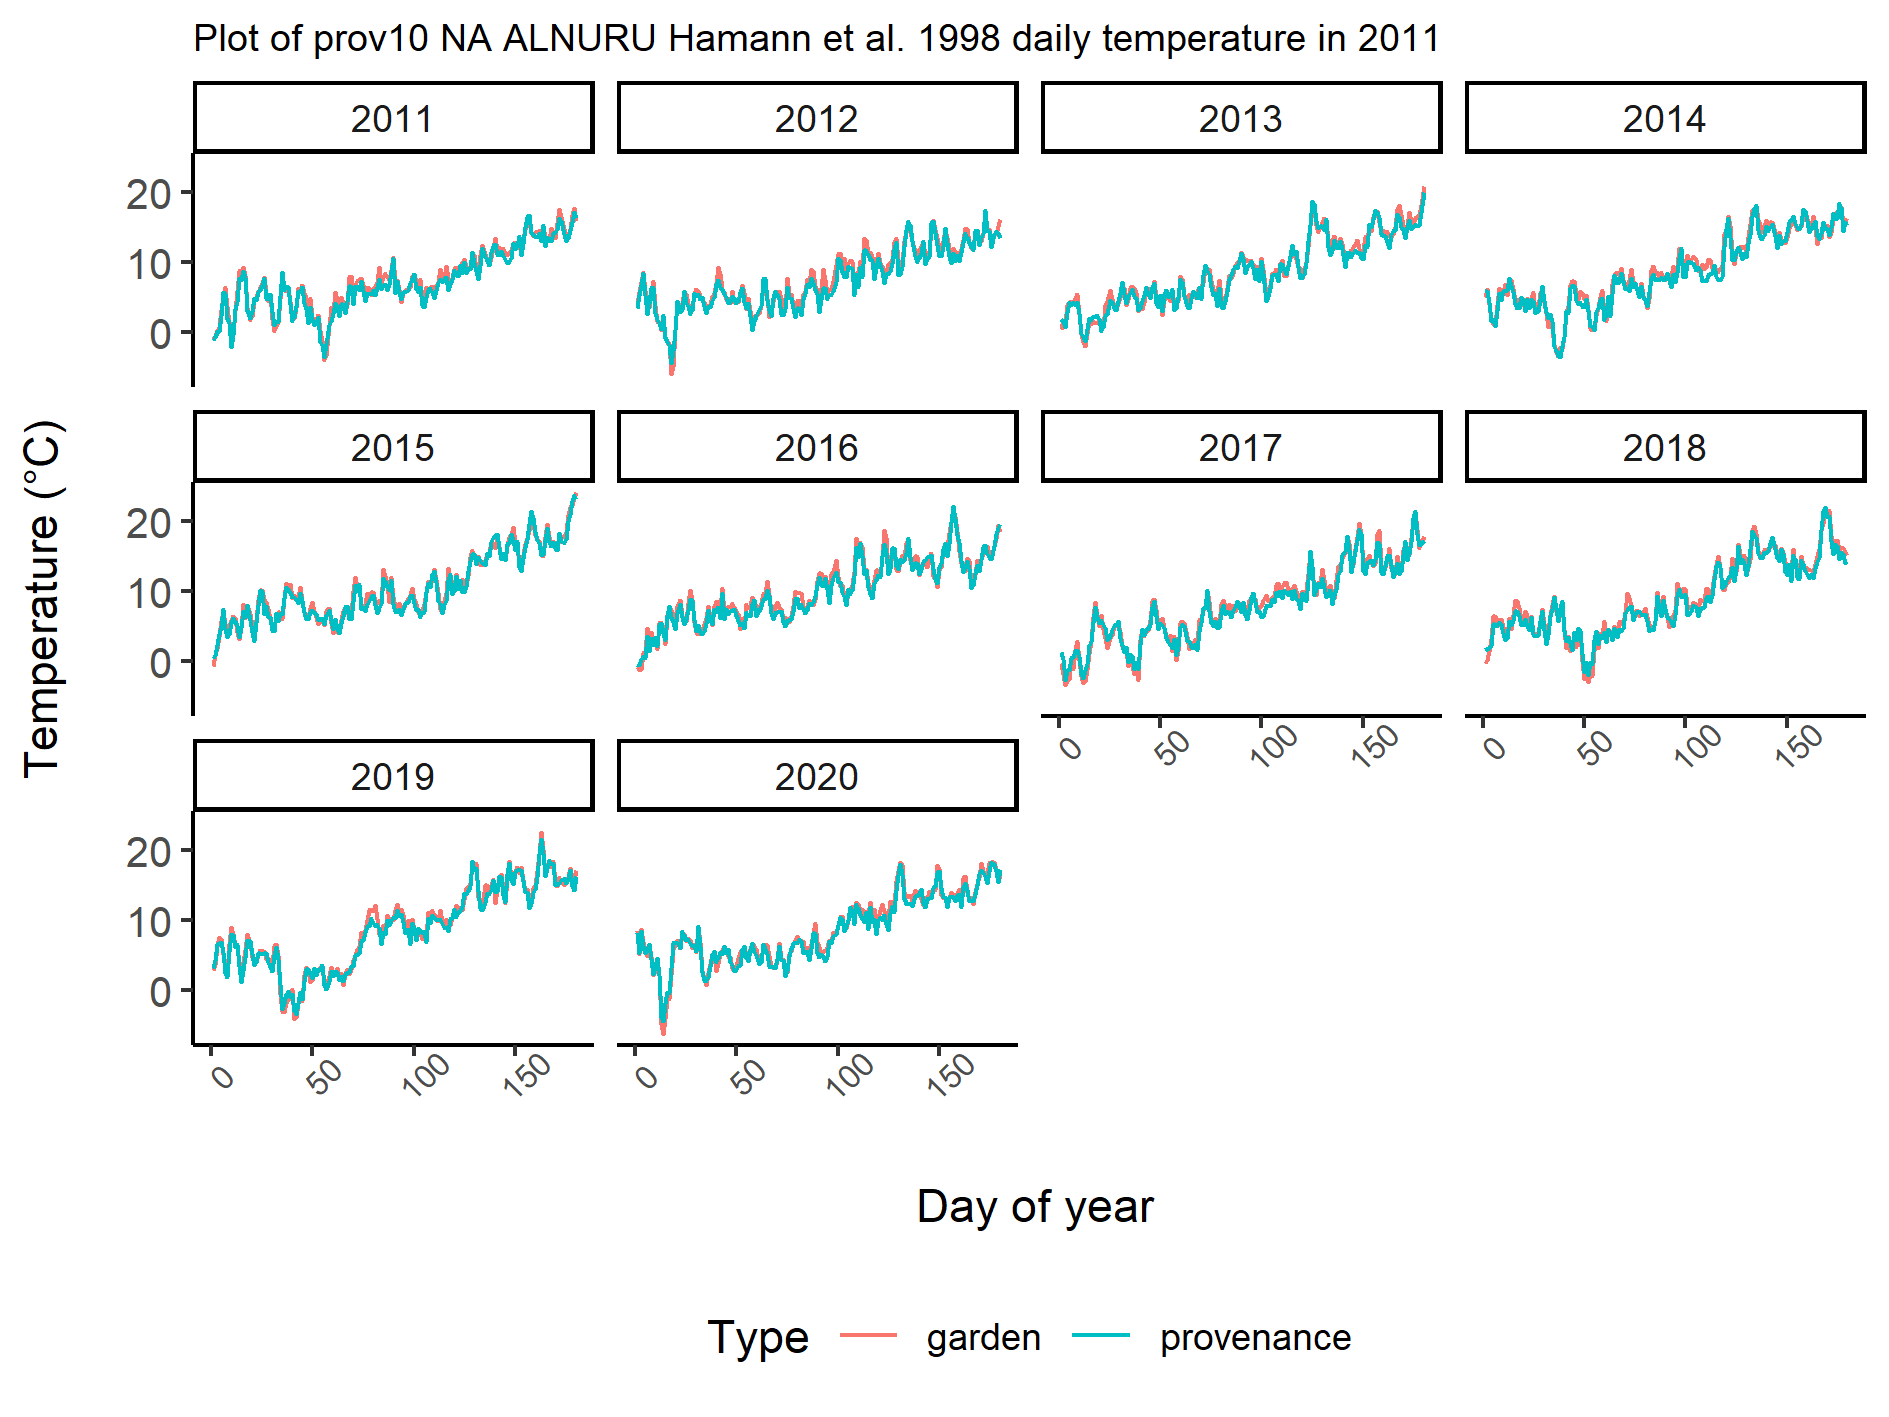 Plot of prov10 NA ALNURU Hamann et al. 1998 daily temperature in 2011
2011 2012 2013 2014
20
10
0
2015 2016 2017 2018
20
10
0
0 50 100 150 0 50 100 150
2019 2020
20
10
0
0 50 100 150 0 50 100 150
Temperature (°C)
Day of year
Type garden provenance